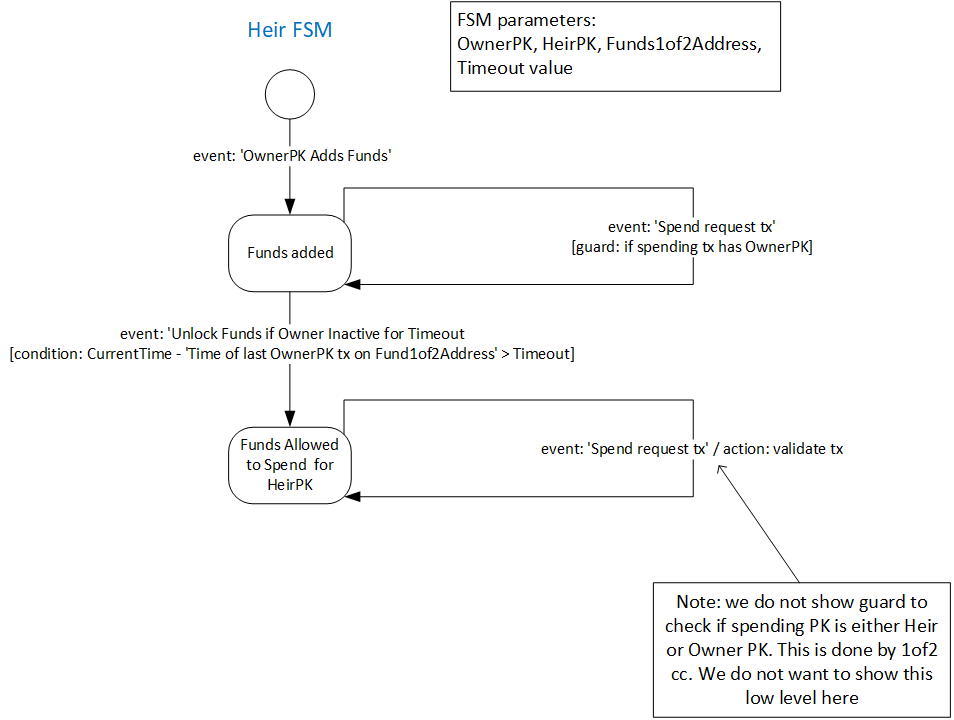 Heir FSM
FSM parameters:
OwnerPK, HeirPK, Funds1of2Address,
Timeout value
event: 'OwnerPK Adds Funds'
Funds added
event: 'Spend request tx'
[guard: if spending tx has OwnerPK]
event: 'Unlock Funds if Owner Inactive for Timeout
[condition: CurrentTime - 'Time of last OwnerPK tx on Fund1of2Address' > Timeout]
Funds Allowed
to Spend for
HeirPK
event: 'Spend request tx' / action: validate tx
Note: we do not show guard to
check if spending PK is either Heir
or Owner PK. This is done by 1of2
cc. We do not want to show this
low level here